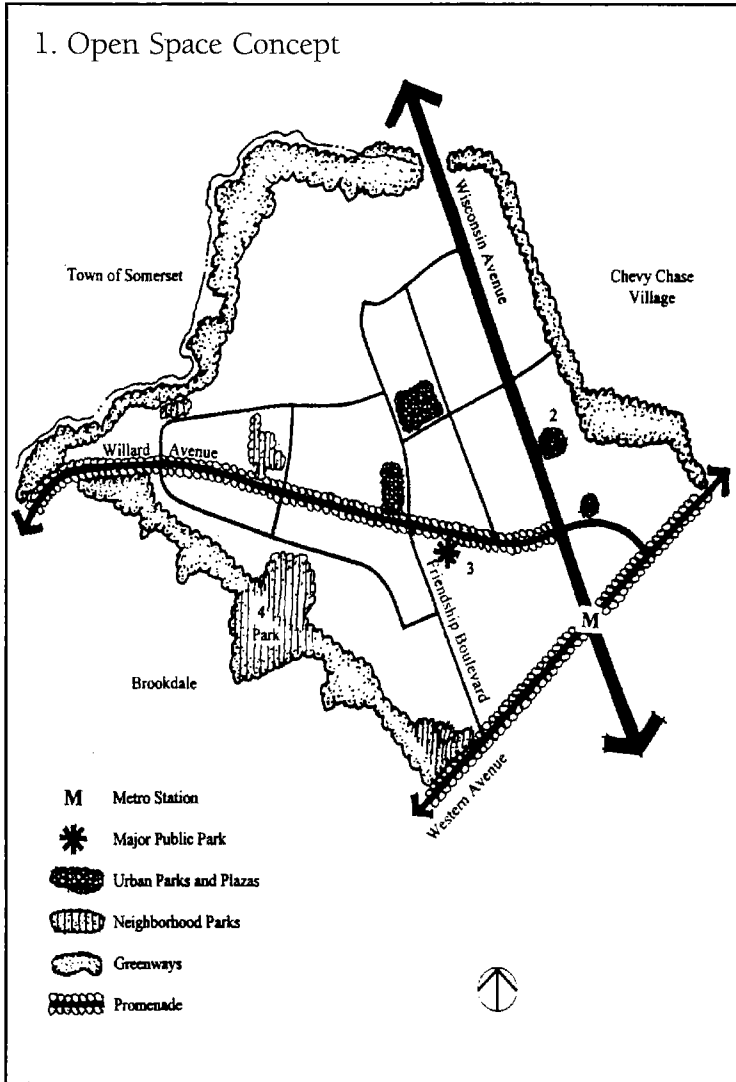 1. Open Space Concept
Wisconsin Avenue
Town of Somerset
Chevy Chase
Village
2
Willard Avenue
3
Friendship Boulevard
M
4
Park
Brookdale
Western Avenue
M Metro Station
Major Public Park
Urban Parks and Plazas
Neighborhood Parks
Greenways
Promenade